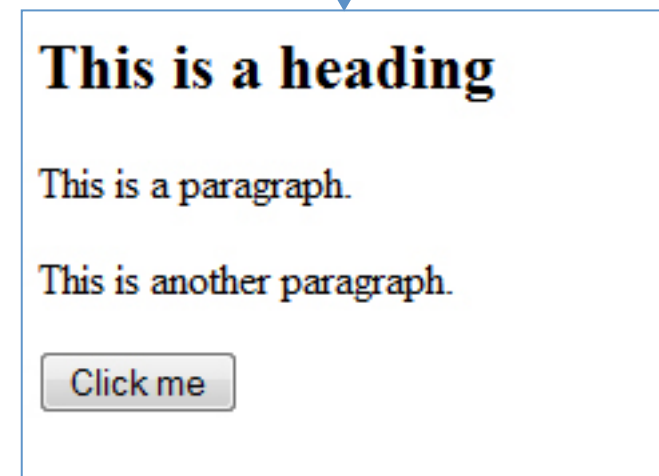 This is a heading
This is a paragraph.
This is another paragraph.
Click me